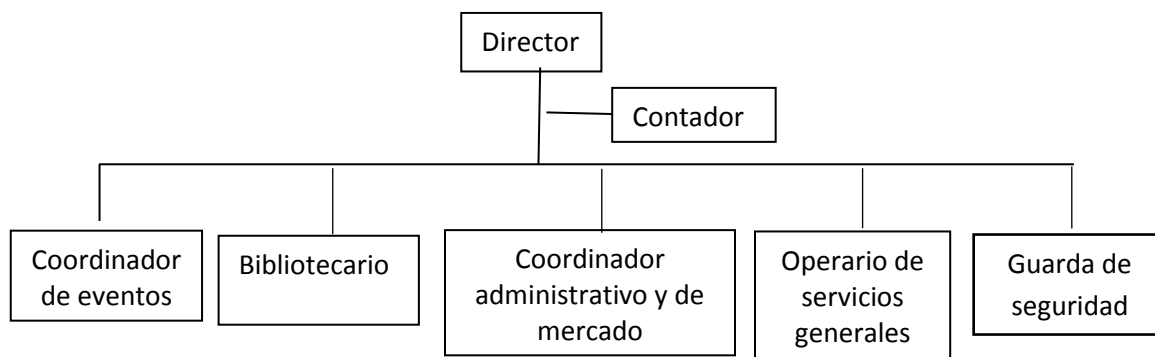 Director
Contador
Coordinador
de eventos
Bibliotecario
Coordinador
administrativo y de
mercado
Operario de
servicios
generales
Guarda de
seguridad